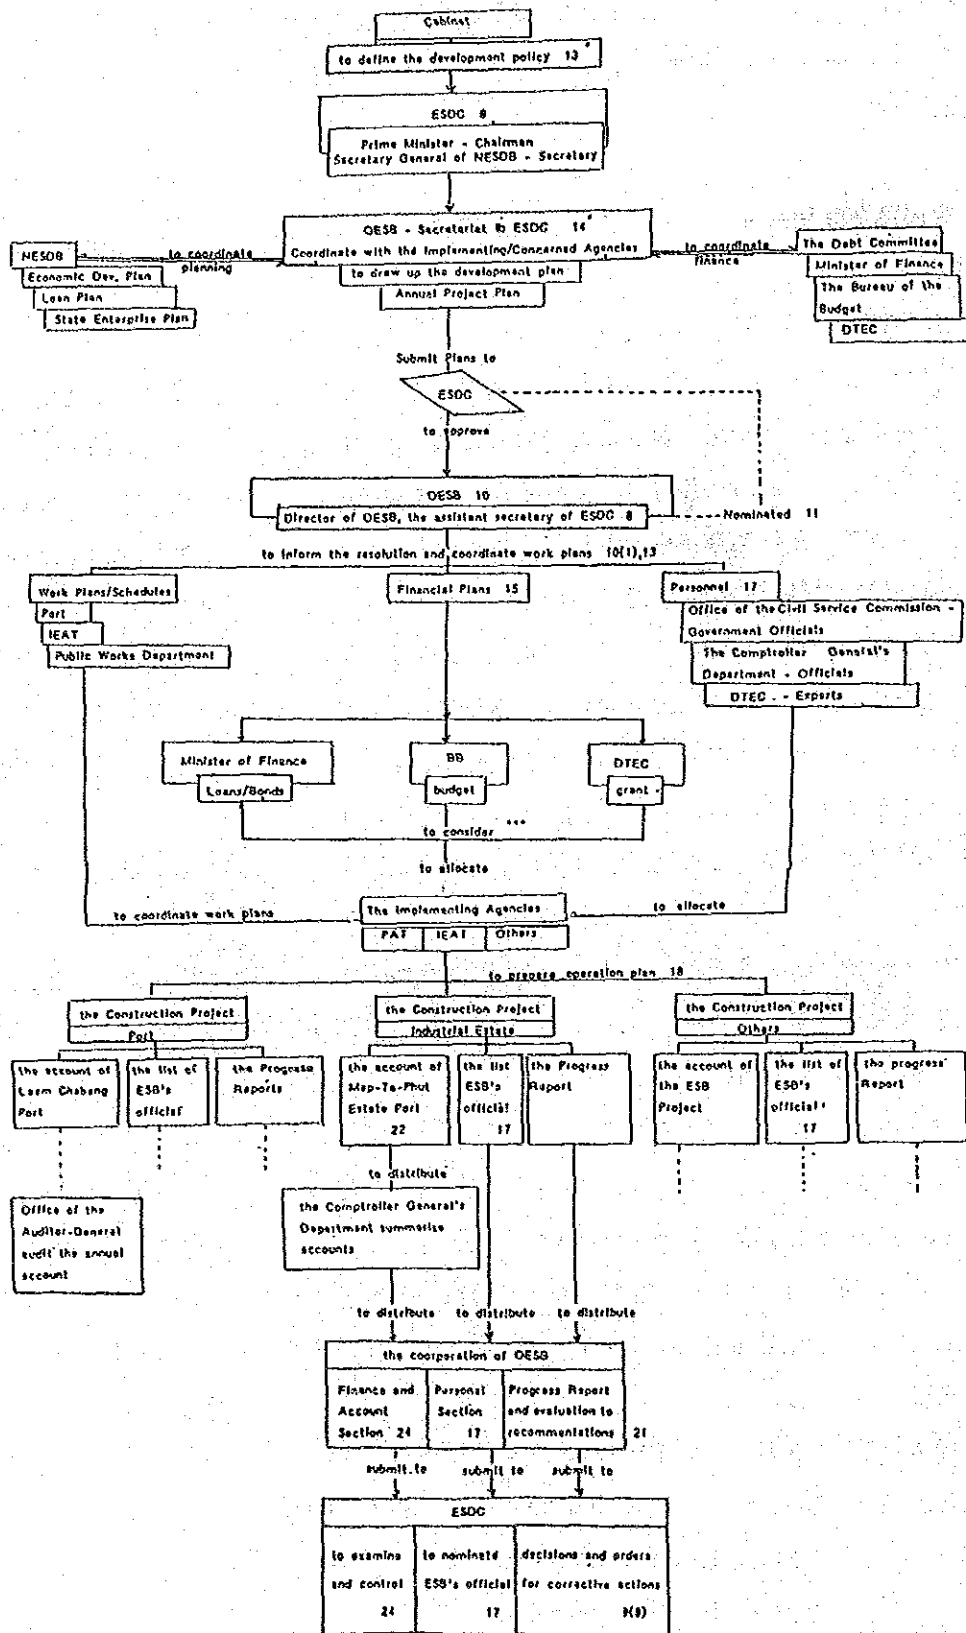 Cabinet
to define the development policy 13*
ESDC 8
Prime Minister - Chairman
Secretary General of NESDB - Secretary
OESB - Secretariat to ESDC 14*
Coordinate with the Implementing/Concerned Agencies
to draw up the development plan
Annual Project Plan
NESDB
Economic Dev. Plan
Loan Plan
State Enterprise Plan
to coordinate
planning
to coordinate
finance
The Debt Committee
Minister of Finance
The Bureau of the
Budget
DTEC
Submit Plans to
ESDC
to approve
OESB 10
Director of OESB, the assistant secretary of ESDC 8
Nominated 11
to inform the resolution and coordinate work plans 10(1),13
Work Plans/Schedules
Port
IEAT
Public Works Department
Financial Plans 15
Personnel 17
Office of the Civil Service Commission -
Government Officials
The Comptroller General's
Department - Officials
DTEC - Experts
Minister of Finance
Loans/Bonds
BB
budget
DTEC
grant
to consider ***
to allocate
to coordinate work plans
The Implementing Agencies
PAT IEAT Others
to allocate
to prepare operation plan 18
the Construction Project
Port
the Construction Project
Industrial Estate
the Construction Project
Others
the account of
Laem Chabang
Port
the list of
ESB's
official
the Progress
Reports
the account of
Map-Ta-Phut
Estate Port
22
the list
ESB's
official
17
the Progress
Report
the account of
the ESB
Project
the list of
ESB's
official
17
the progress
Report
Office of the
Auditor-General
audit the annual
account
to distribute
the Comptroller General's
Department summarize
accounts
to distribute to distribute to distribute
the coorperation of OESB
Finance and
Account
Section 24
Personal
Section
17
Progress Report
and evaluation to
recommentations 21
submit to submit to submit to
ESDC
to examine
and control
24
to nominate
ESB's official
17
decisions and orders
for corrective actions
9(8)